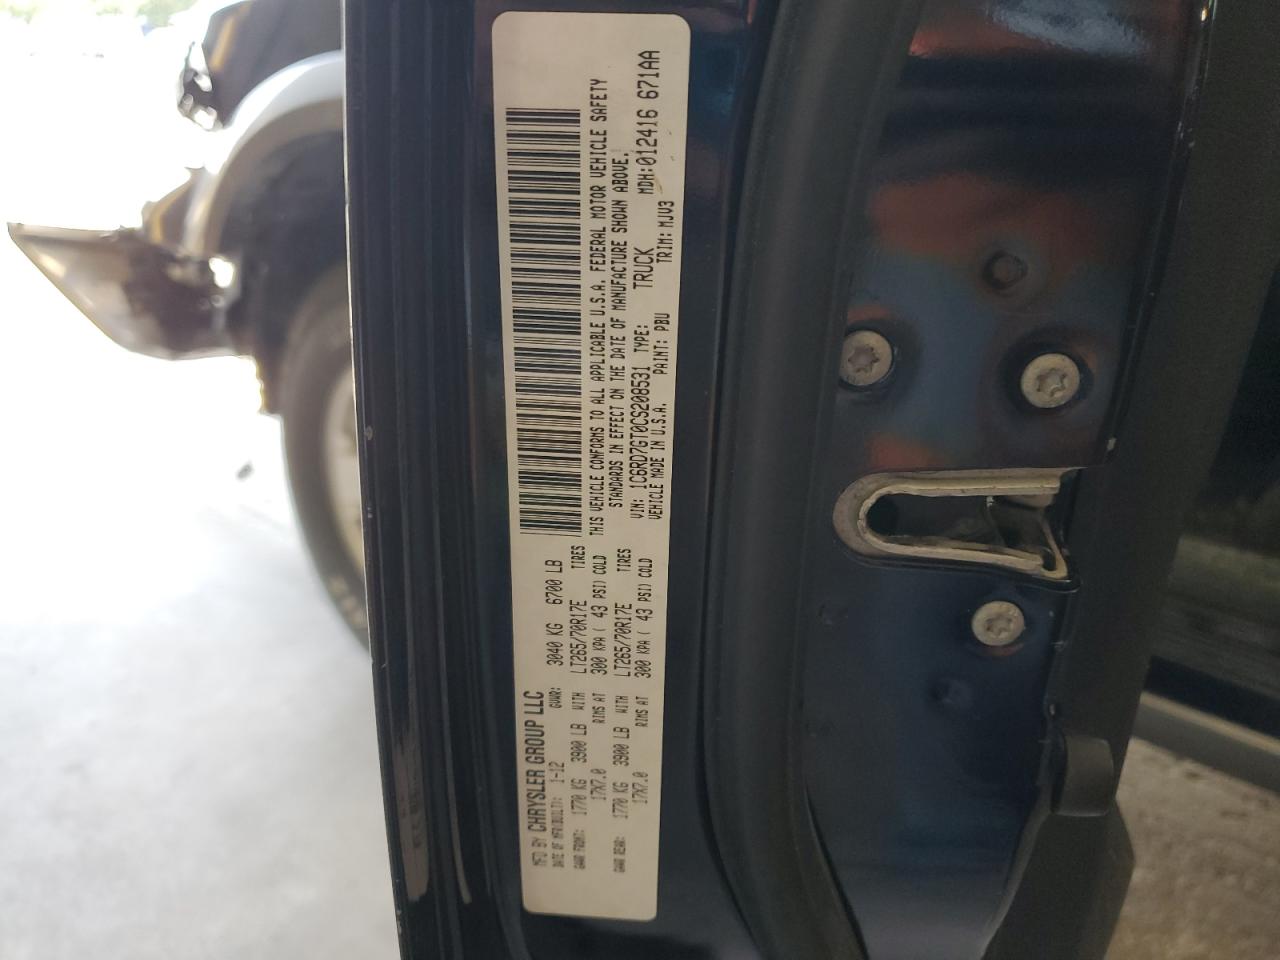 MFD BY CHRYSLER GROUP LLC
DATE OF MFR(BUILT): 1-12 GVWR: 3040 KG 6700 LB
GAWR FRONT: 1770 KG 3900 LB WITH LT265/70R17E TIRES
17X7.0 RIMS AT 300 KPA ( 43 PSI) COLD
GAWR REAR: 1770 KG 3900 LB WITH LT265/70R17E TIRES
17X7.0 RIMS AT 300 KPA ( 43 PSI) COLD
THIS VEHICLE CONFORMS TO ALL APPLICABLE U.S.A. FEDERAL MOTOR VEHICLE SAFETY
STANDARDS IN EFFECT ON THE DATE OF MANUFACTURE SHOWN ABOVE.
VIN: 1C6RD7GT0CS208531 TYPE: TRUCK MDH:012416 671AA
VEHICLE MADE IN U.S.A. PAINT: PBU TRIM: MJV3